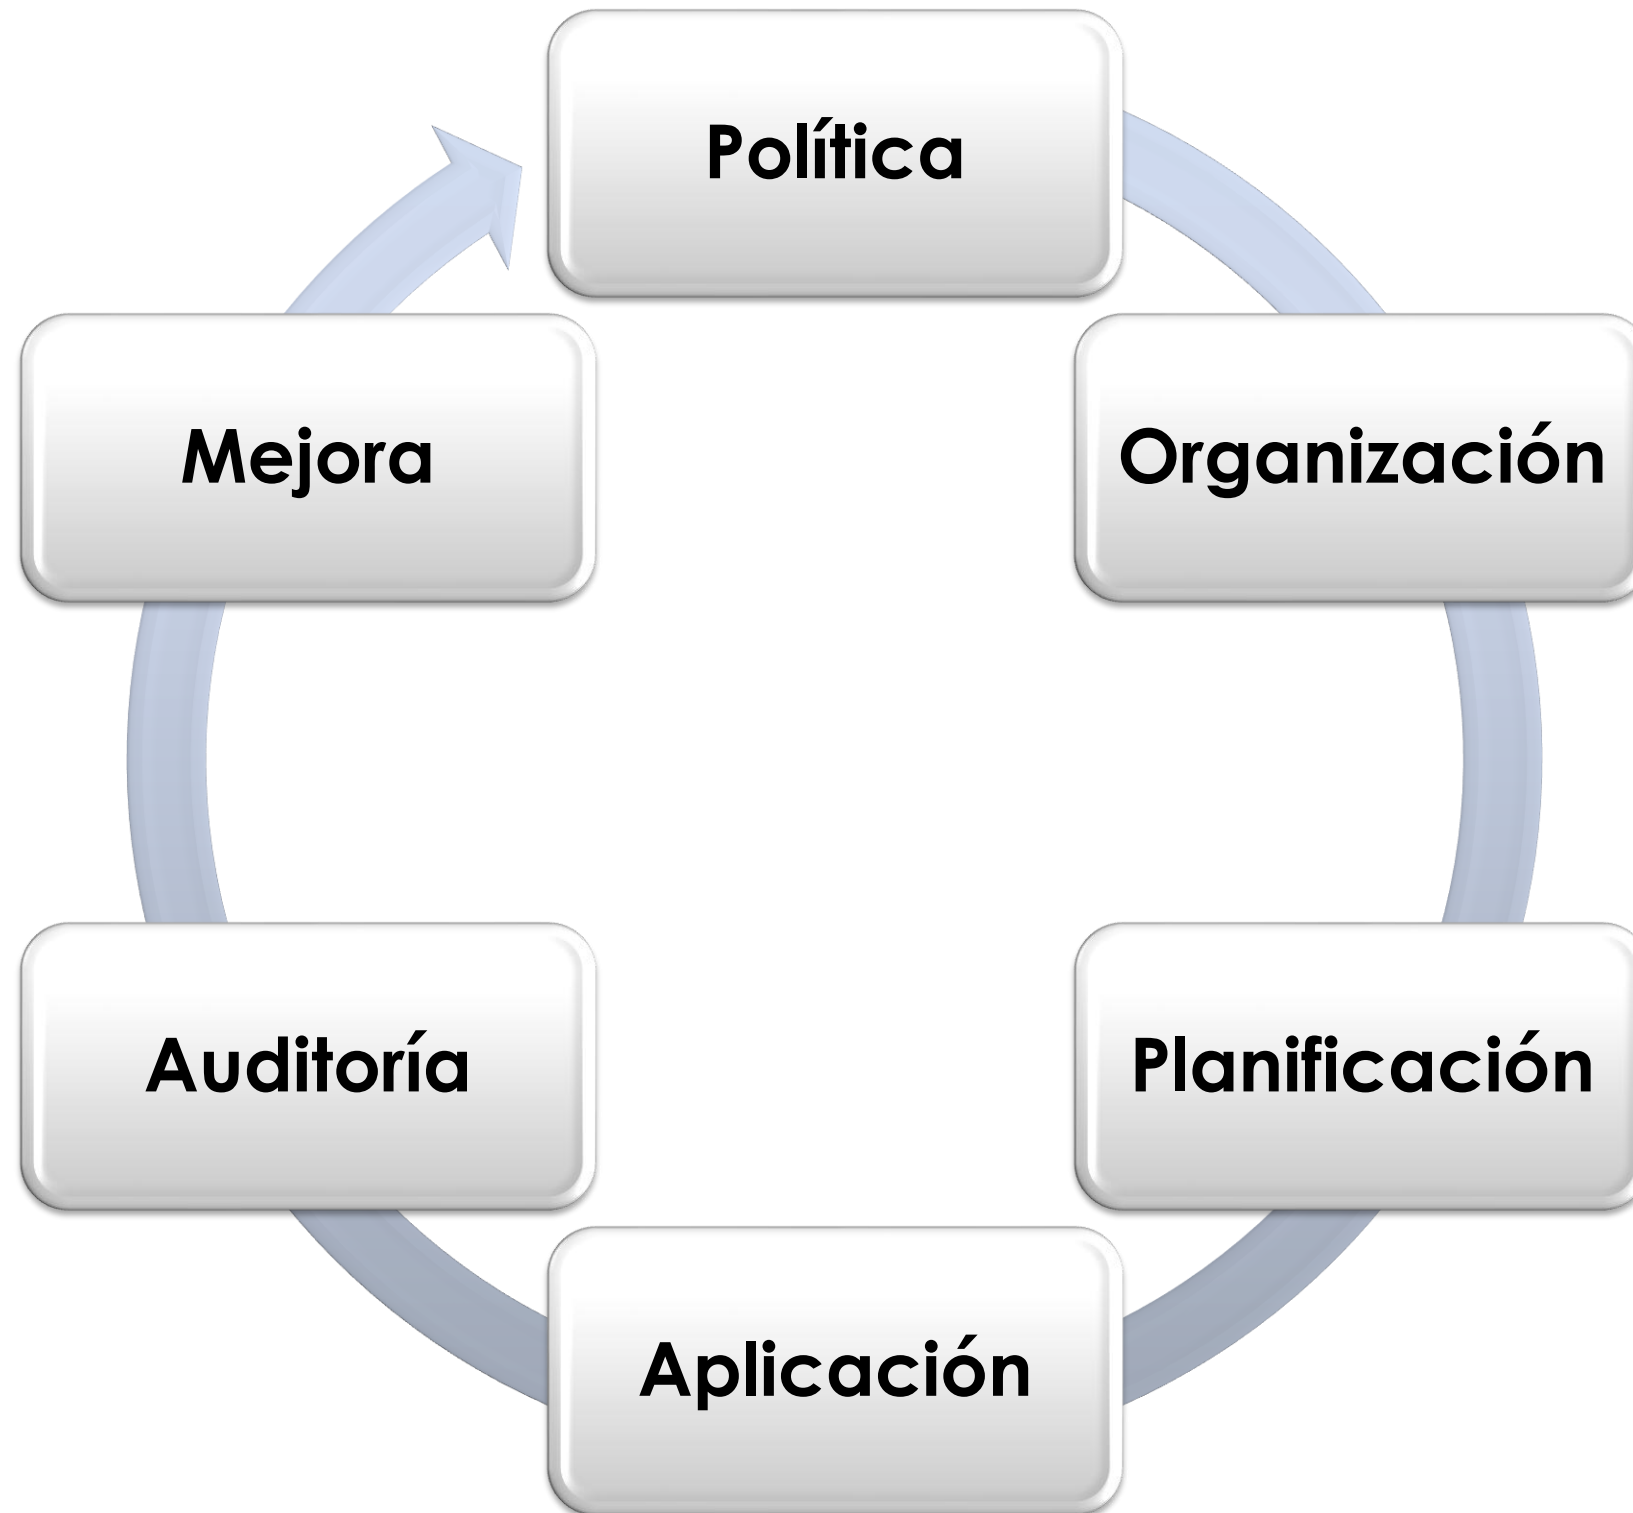 Política
Organización
Planificación
Aplicación
Auditoría
Mejora